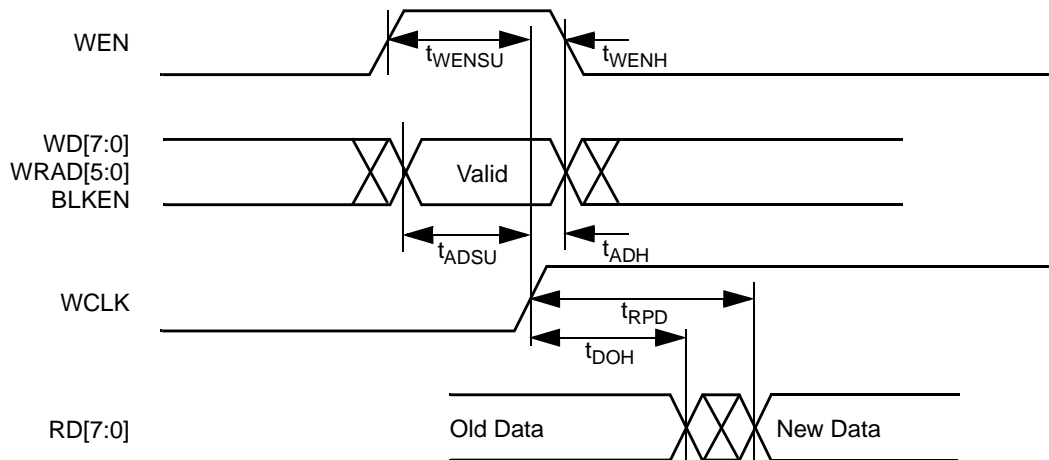 WEN
tWENSU
tWENH
WD[7:0]
WRAD[5:0]
BLKEN
Valid
tADSU
tADH
WCLK
tRPD
tDOH
RD[7:0]
Old Data
New Data